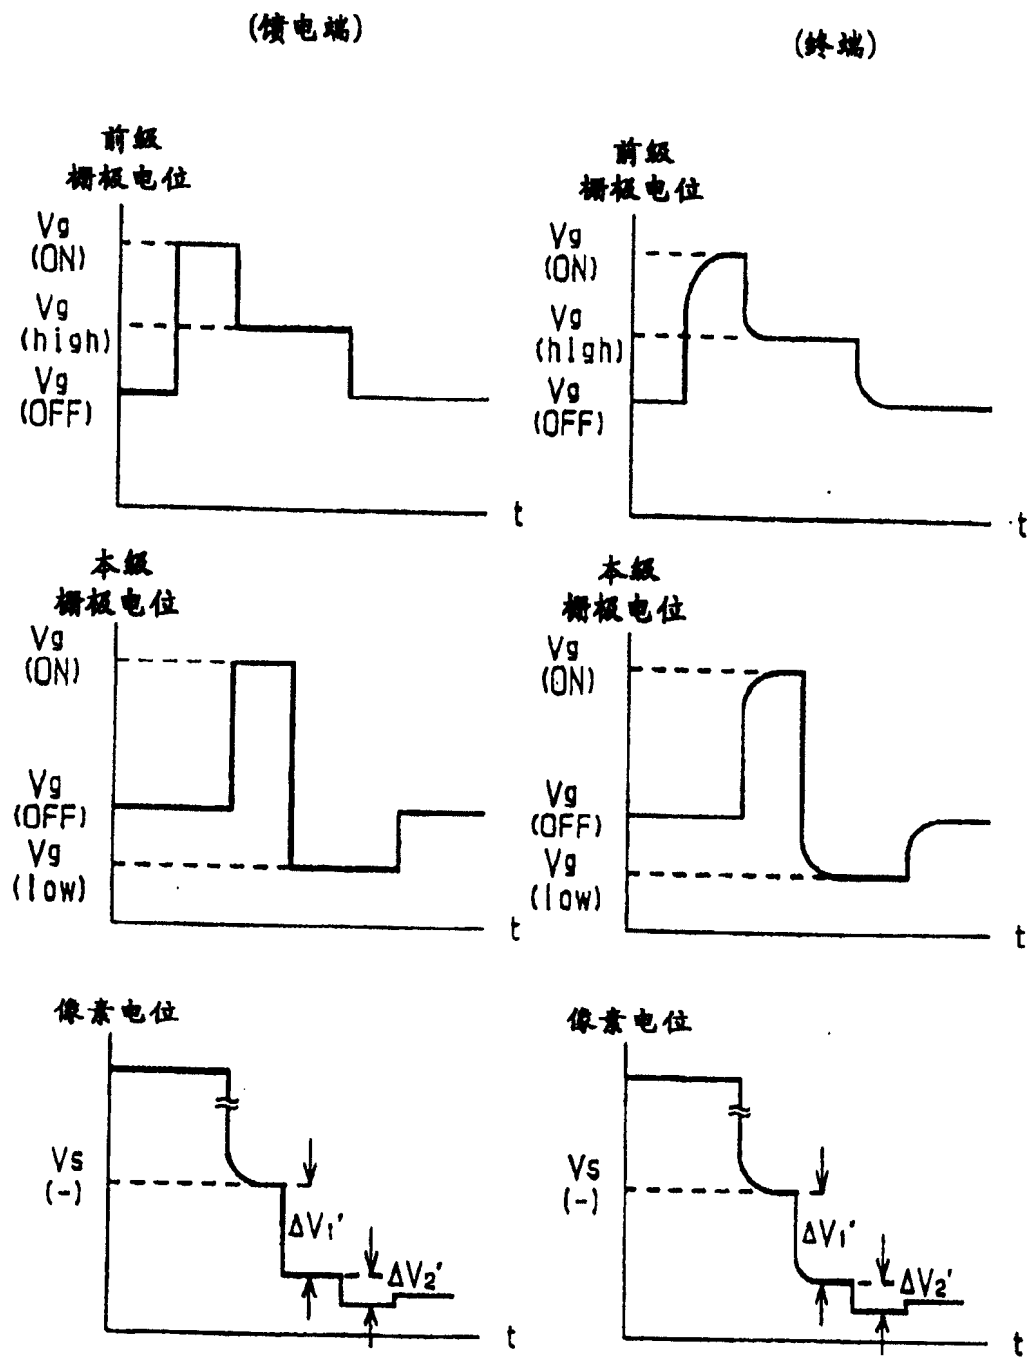 (馈电端)
(终端)
前级
栅极电位
Vg
(ON)
Vg
(high)
Vg
(OFF)
t
前级
栅极电位
Vg
(ON)
Vg
(high)
Vg
(OFF)
t
本级
栅极电位
Vg
(ON)
Vg
(OFF)
Vg
(low)
t
本级
栅极电位
Vg
(ON)
Vg
(OFF)
Vg
(low)
t
像素电位
Vs
(-)
ΔV₁'
ΔV₂'
t
像素电位
Vs
(-)
ΔV₁'
ΔV₂'
t